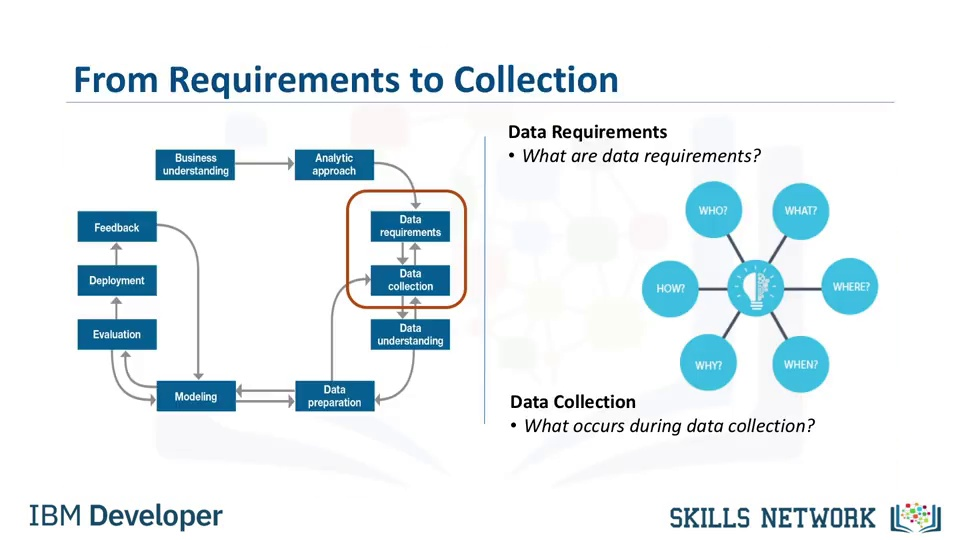 From Requirements to Collection
Business
understanding
Analytic
approach
Feedback
Data
requirements
Deployment
Data
collection
Evaluation
Data
understanding
Modeling
Data
preparation
Data Requirements
• What are data requirements?
WHO?
WHAT?
HOW?
WHERE?
WHY?
WHEN?
Data Collection
• What occurs during data collection?
IBM Developer
SKILLS NETWORK